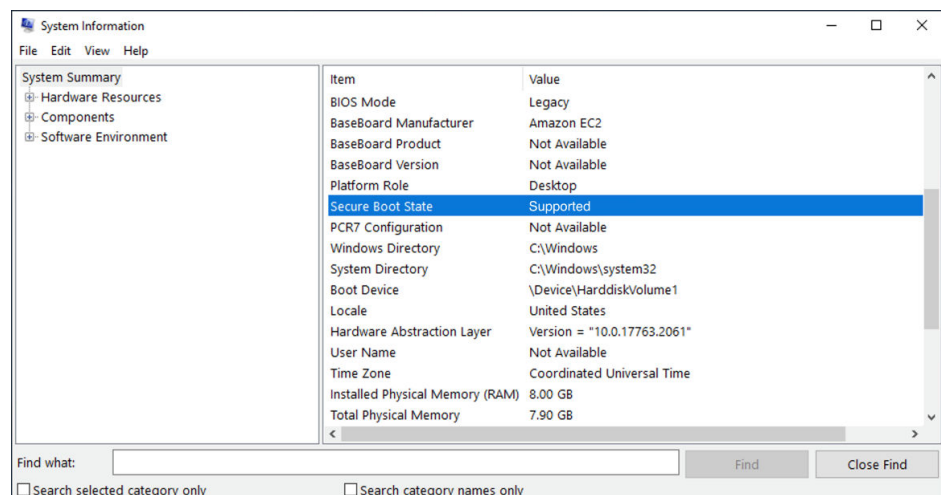 System Information
File Edit View Help
System Summary
Hardware Resources
Components
Software Environment
Item Value
BIOS Mode Legacy
BaseBoard Manufacturer Amazon EC2
BaseBoard Product Not Available
BaseBoard Version Not Available
Platform Role Desktop
Secure Boot State Supported
PCR7 Configuration Not Available
Windows Directory C:\Windows
System Directory C:\Windows\system32
Boot Device \Device\HarddiskVolume1
Locale United States
Hardware Abstraction Layer Version = "10.0.17763.2061"
User Name Not Available
Time Zone Coordinated Universal Time
Installed Physical Memory (RAM) 8.00 GB
Total Physical Memory 7.90 GB
Find what: Find Close Find
Search selected category only Search category names only